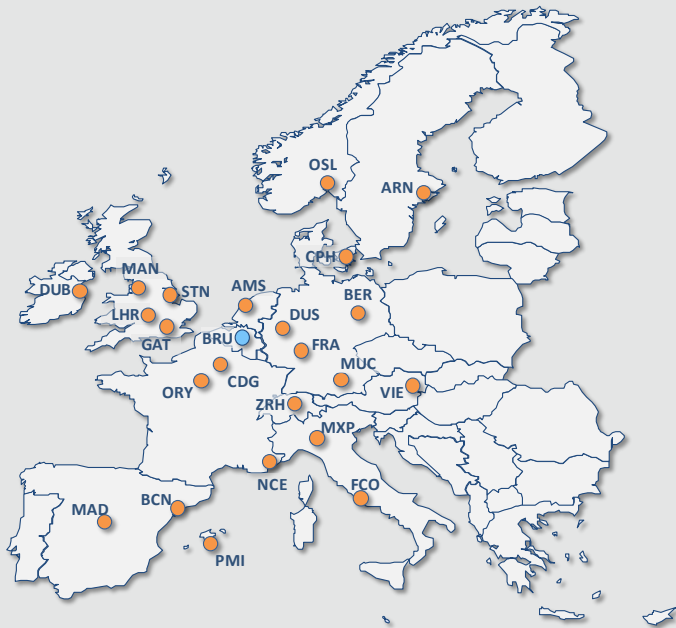 OSL
ARN
CPH
MAN
DUB
STN
AMS
BER
LHR
DUS
GAT
BRU
FRA
MUC
CDG
ORY
VIE
ZRH
MXP
NCE
FCO
BCN
MAD
PMI